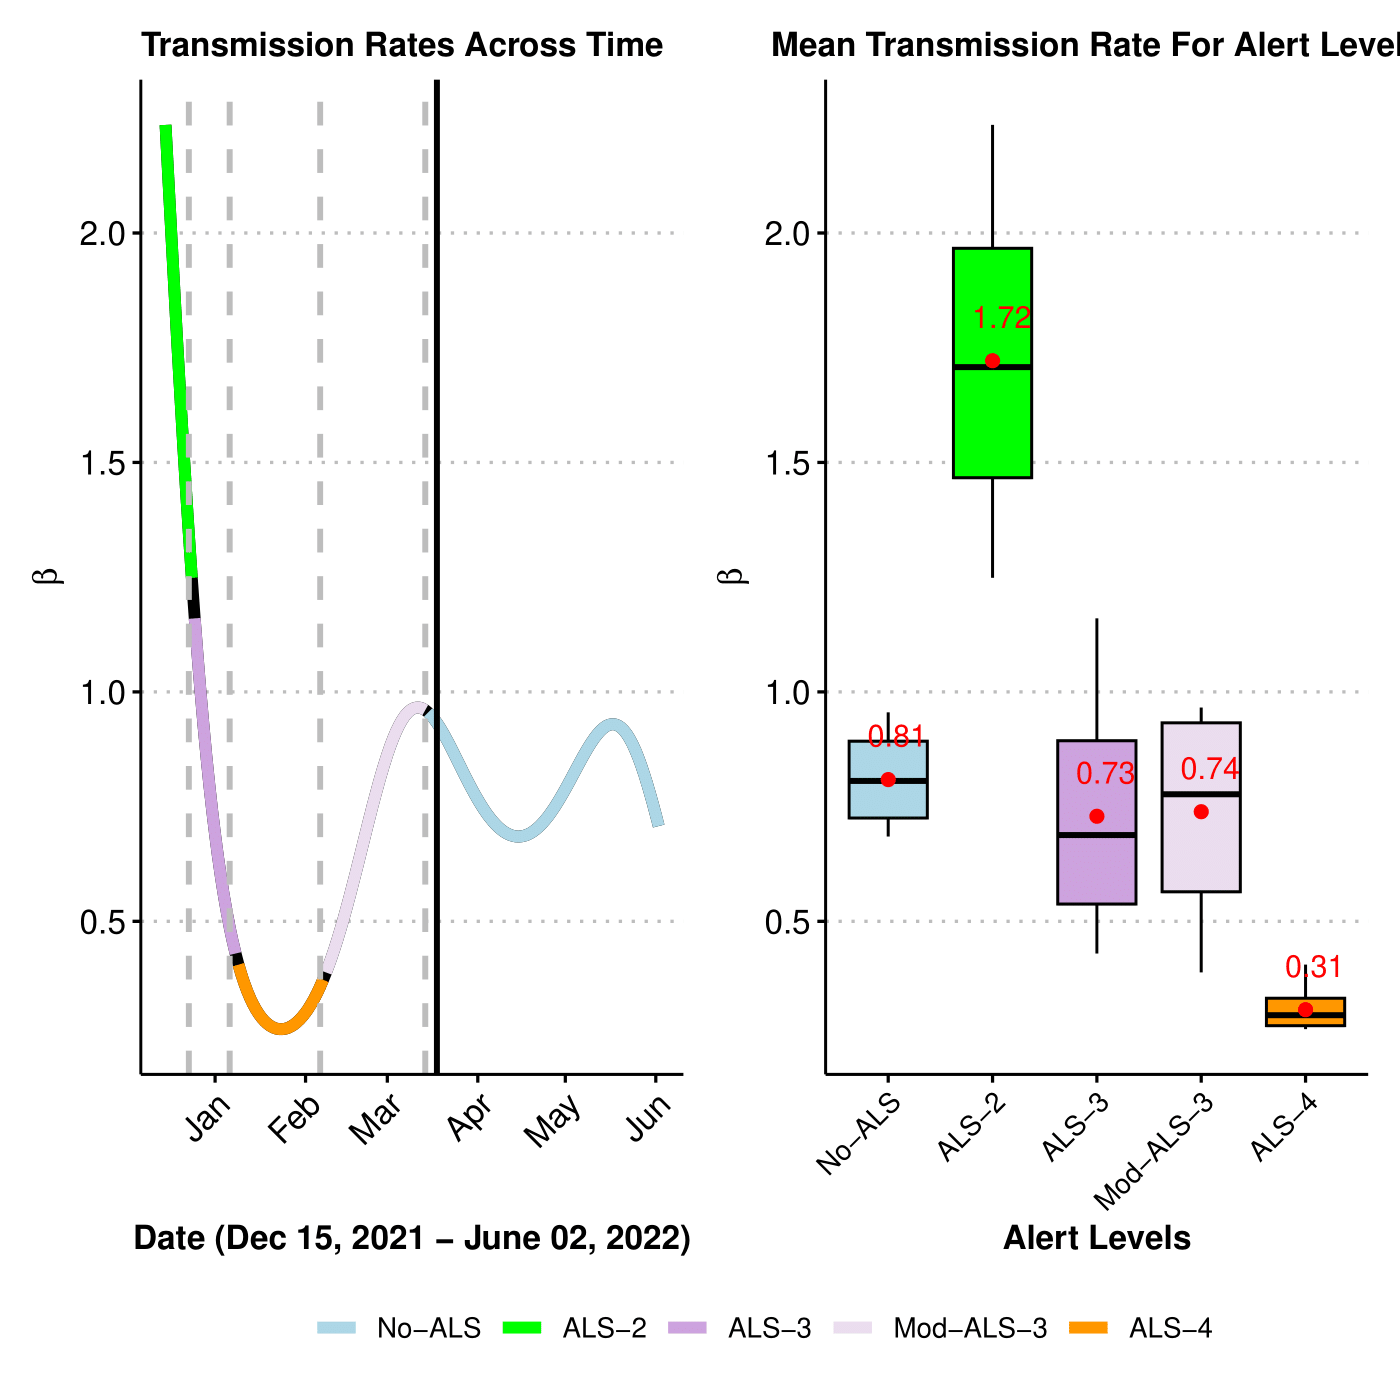 Transmission Rates Across Time
β
2.0
1.5
1.0
0.5
Jan
Feb
Mar
Apr
May
Jun
Date (Dec 15, 2021 – June 02, 2022)
Mean Transmission Rate For Alert Level
β
2.0
1.5
1.0
0.5
0.81
1.72
0.73
0.74
0.31
No–ALS
ALS–2
ALS–3
Mod–ALS–3
ALS–4
Alert Levels
No–ALS ALS–2 ALS–3 Mod–ALS–3 ALS–4